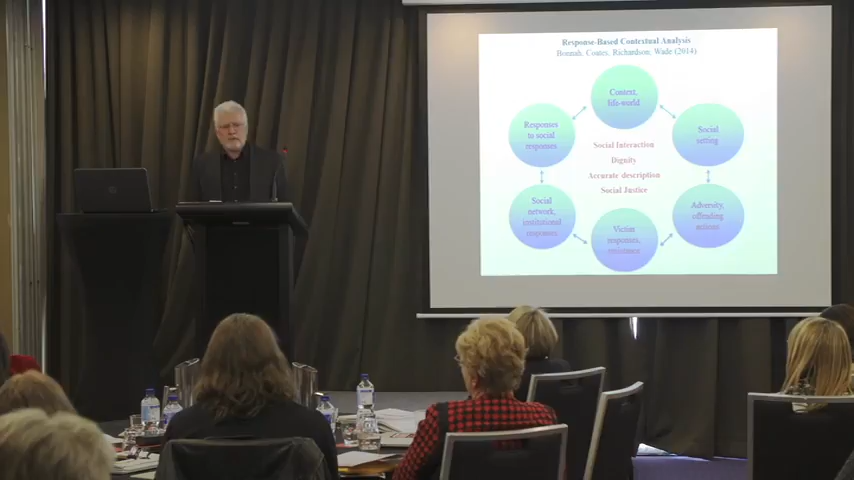 Response-Based Contextual Analysis
Bonnah, Coates, Richardson, Wade (2014)
Context,
life-world
Social
setting
Adversity,
offending
actions
Victim
responses,
resistance
Social
network,
institutional
responses
Responses
to social
responses
Social Interaction
Dignity
Accurate description
Social Justice